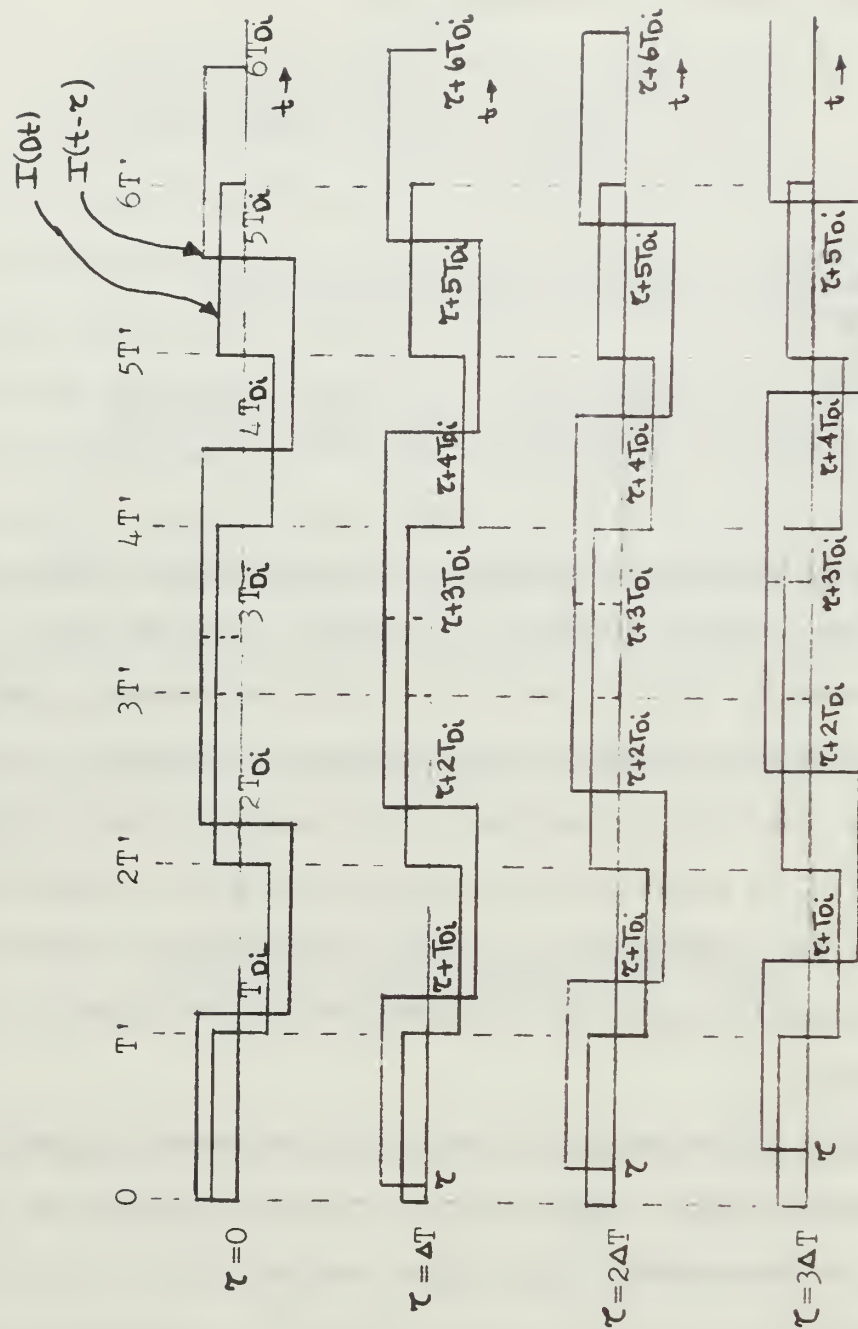 I(Dt)
I(t-τ)
0 T' 2T' 3T' 4T' 5T' 6T'
τ=0
T_Di 2T_Di 3T_Di 4T_Di 5T_Di 6T_Di
t→
τ=ΔT
τ τ+T_Di τ+2T_Di τ+3T_Di τ+4T_Di τ+5T_Di τ+6T_Di
t→
τ=2ΔT
τ τ+T_Di τ+2T_Di τ+3T_Di τ+4T_Di τ+5T_Di τ+6T_Di
t→
τ=3ΔT
τ τ+T_Di τ+2T_Di τ+3T_Di τ+4T_Di τ+5T_Di
t→